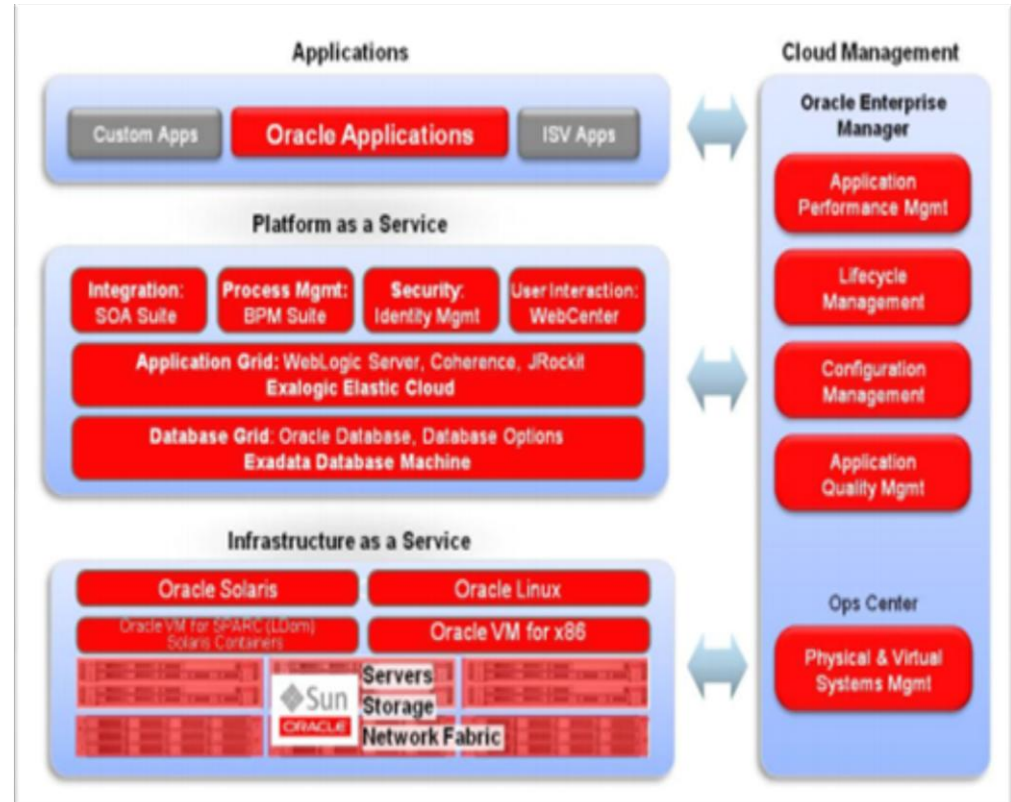 Applications
Custom Apps
Oracle Applications
ISV Apps
Platform as a Service
Integration:
SOA Suite
Process Mgmt:
BPM Suite
Security:
Identity Mgmt
User Interaction:
WebCenter
Application Grid: WebLogic Server, Coherence, JRockit
Exalogic Elastic Cloud
Database Grid: Oracle Database, Database Options
Exadata Database Machine
Infrastructure as a Service
Oracle Solaris
Oracle Linux
Oracle VM for SPARC (LDom)
Solaris Containers
Oracle VM for x86
Sun
ORACLE
Servers
Storage
Network Fabric
Cloud Management
Oracle Enterprise
Manager
Application
Performance Mgmt
Lifecycle
Management
Configuration
Management
Application
Quality Mgmt
Ops Center
Physical & Virtual
Systems Mgmt